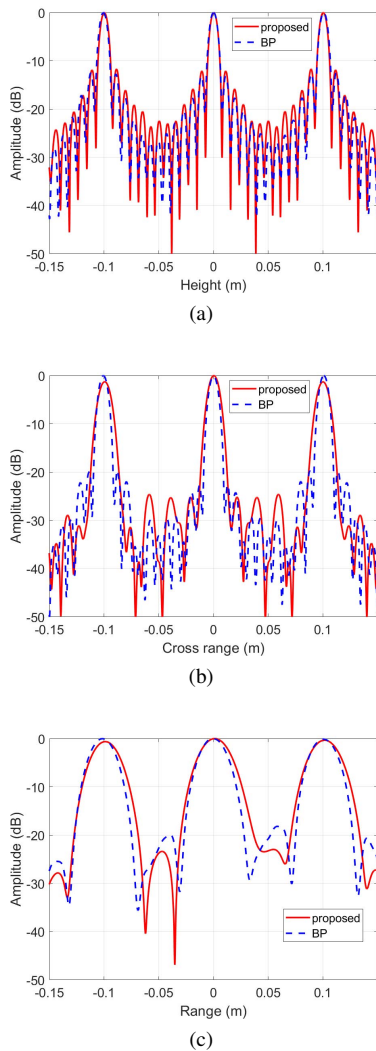 0
-10
-20
-30
-40
-50
Amplitude (dB)
proposed
BP
-0.15 -0.1 -0.05 0 0.05 0.1
Height (m)
(a)
0
-10
-20
-30
-40
-50
Amplitude (dB)
proposed
BP
-0.15 -0.1 -0.05 0 0.05 0.1
Cross range (m)
(b)
0
-10
-20
-30
-40
-50
Amplitude (dB)
proposed
BP
-0.15 -0.1 -0.05 0 0.05 0.1
Range (m)
(c)